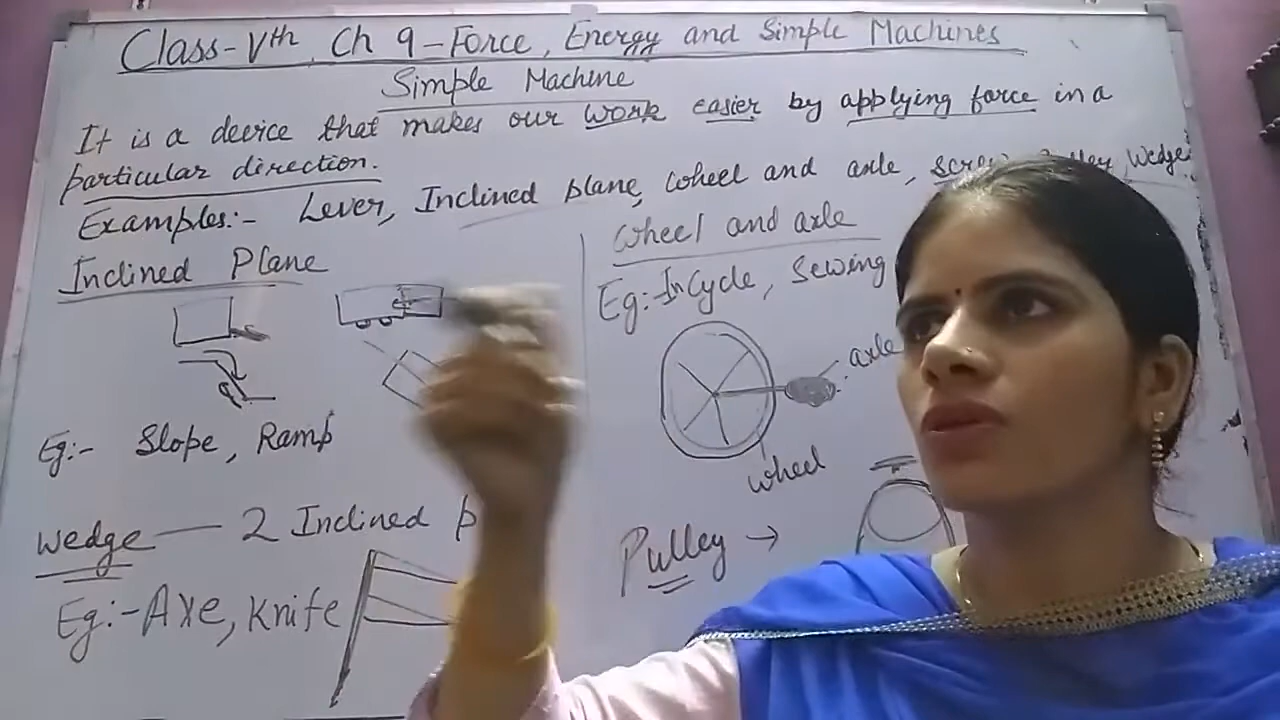 Class-Vth, Ch 9-Force, Energy and Simple Machines
Simple Machine
It is a device that makes our work easier by applying force in a
particular direction.
Examples:- Lever, Inclined plane, wheel and axle, Wedge.
Inclined Plane
Eg:- Slope, Ramp
Wedge — 2 Inclined
Eg:- Axe, Knife
Wheel and axle
Eg:- In Cycle, Sewing
axle
wheel
Pulley →